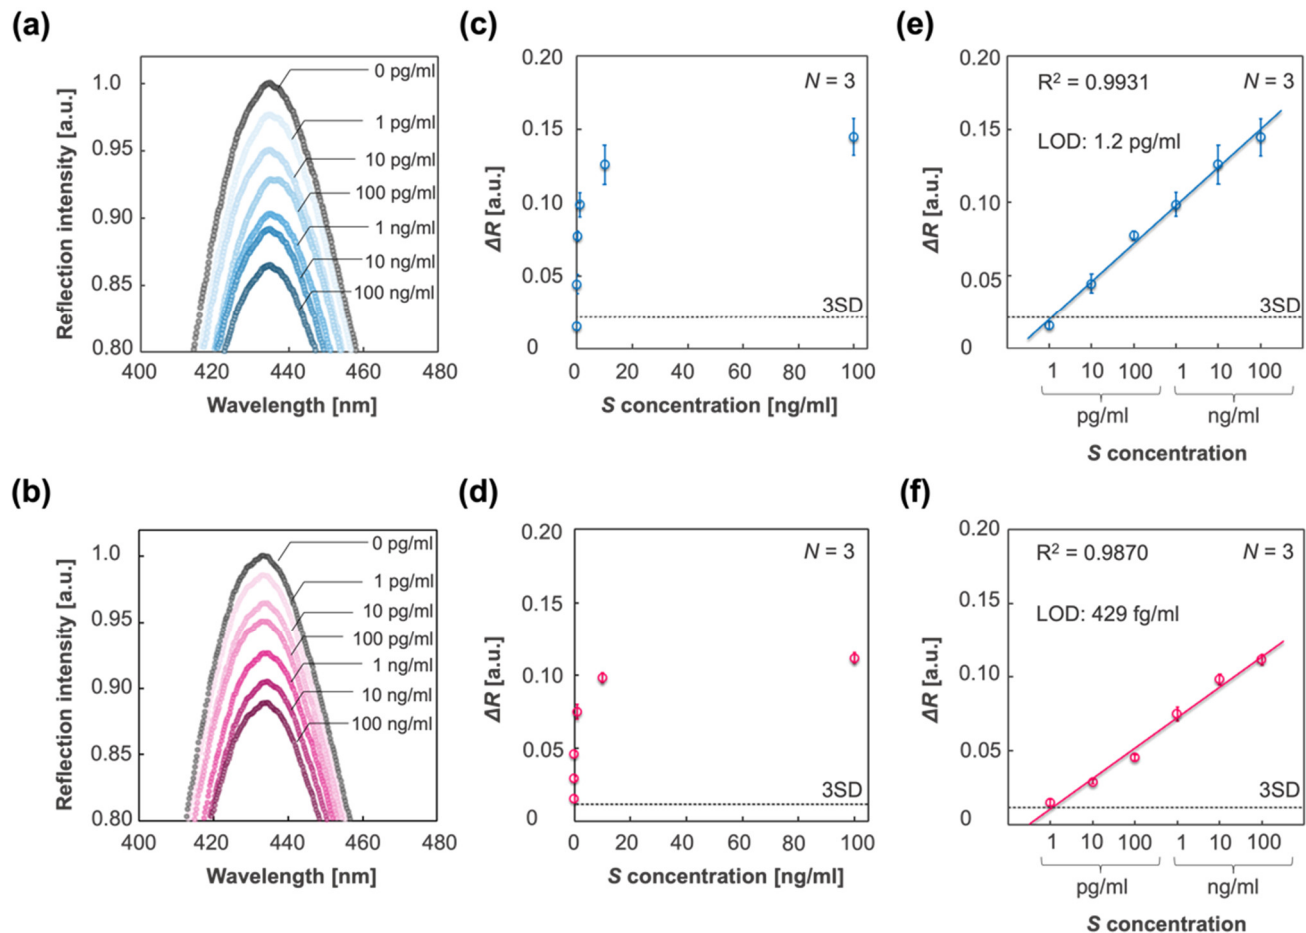 (a)
Reflection intensity [a.u.]
1.0
0.95
0.90
0.85
0.80
0 pg/ml
1 pg/ml
10 pg/ml
100 pg/ml
1 ng/ml
10 ng/ml
100 ng/ml
400 420 440 460 480
Wavelength [nm]
(c)
ΔR [a.u.]
0.20
0.15
0.10
0.05
0
N = 3
3SD
0 20 40 60 80 100
S concentration [ng/ml]
(e)
ΔR [a.u.]
0.20
0.15
0.10
0.05
0
R² = 0.9931
N = 3
LOD: 1.2 pg/ml
3SD
1 10 100 1 10 100
pg/ml ng/ml
S concentration
(b)
Reflection intensity [a.u.]
1.0
0.95
0.90
0.85
0.80
0 pg/ml
1 pg/ml
10 pg/ml
100 pg/ml
1 ng/ml
10 ng/ml
100 ng/ml
400 420 440 460 480
Wavelength [nm]
(d)
ΔR [a.u.]
0.20
0.15
0.10
0.05
0
N = 3
3SD
0 20 40 60 80 100
S concentration [ng/ml]
(f)
ΔR [a.u.]
0.20
0.15
0.10
0.05
0
R² = 0.9870
N = 3
LOD: 429 fg/ml
3SD
1 10 100 1 10 100
pg/ml ng/ml
S concentration